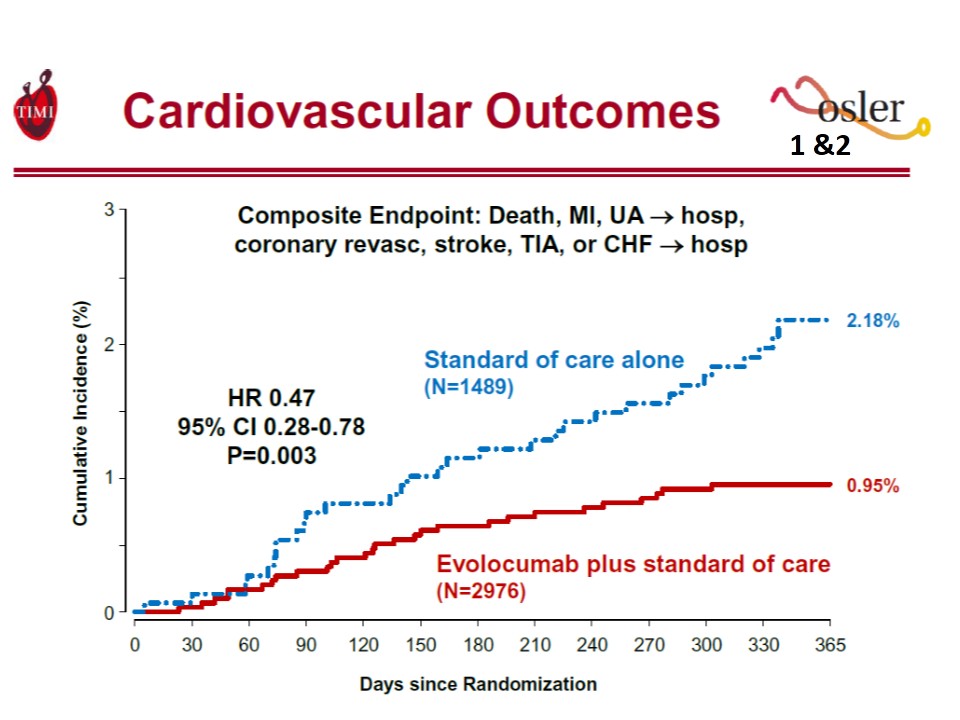 TIMI
Cardiovascular Outcomes
osler
1 &2
Composite Endpoint: Death, MI, UA → hosp,
coronary revasc, stroke, TIA, or CHF → hosp
Cumulative Incidence (%)
3
2
1
0
2.18%
Standard of care alone
(N=1489)
HR 0.47
95% CI 0.28-0.78
P=0.003
0.95%
Evolocumab plus standard of care
(N=2976)
0 30 60 90 120 150 180 210 240 270 300 330 365
Days since Randomization